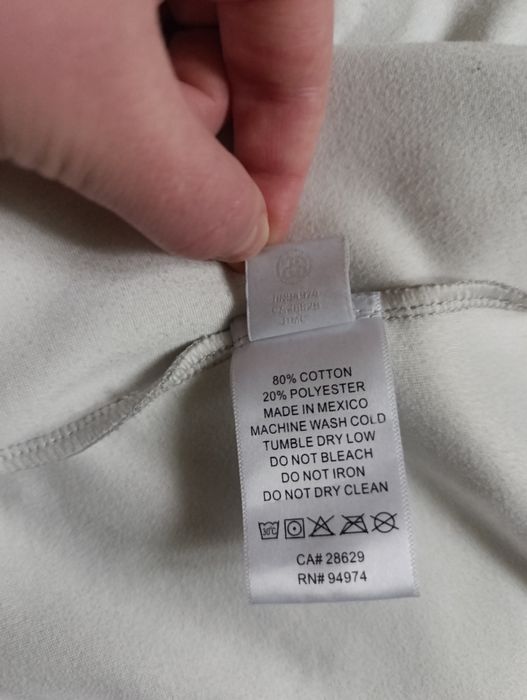 80% COTTON
20% POLYESTER
MADE IN MEXICO
MACHINE WASH COLD
TUMBLE DRY LOW
DO NOT BLEACH
DO NOT IRON
DO NOT DRY CLEAN
30°C
CA# 28629
RN# 94974